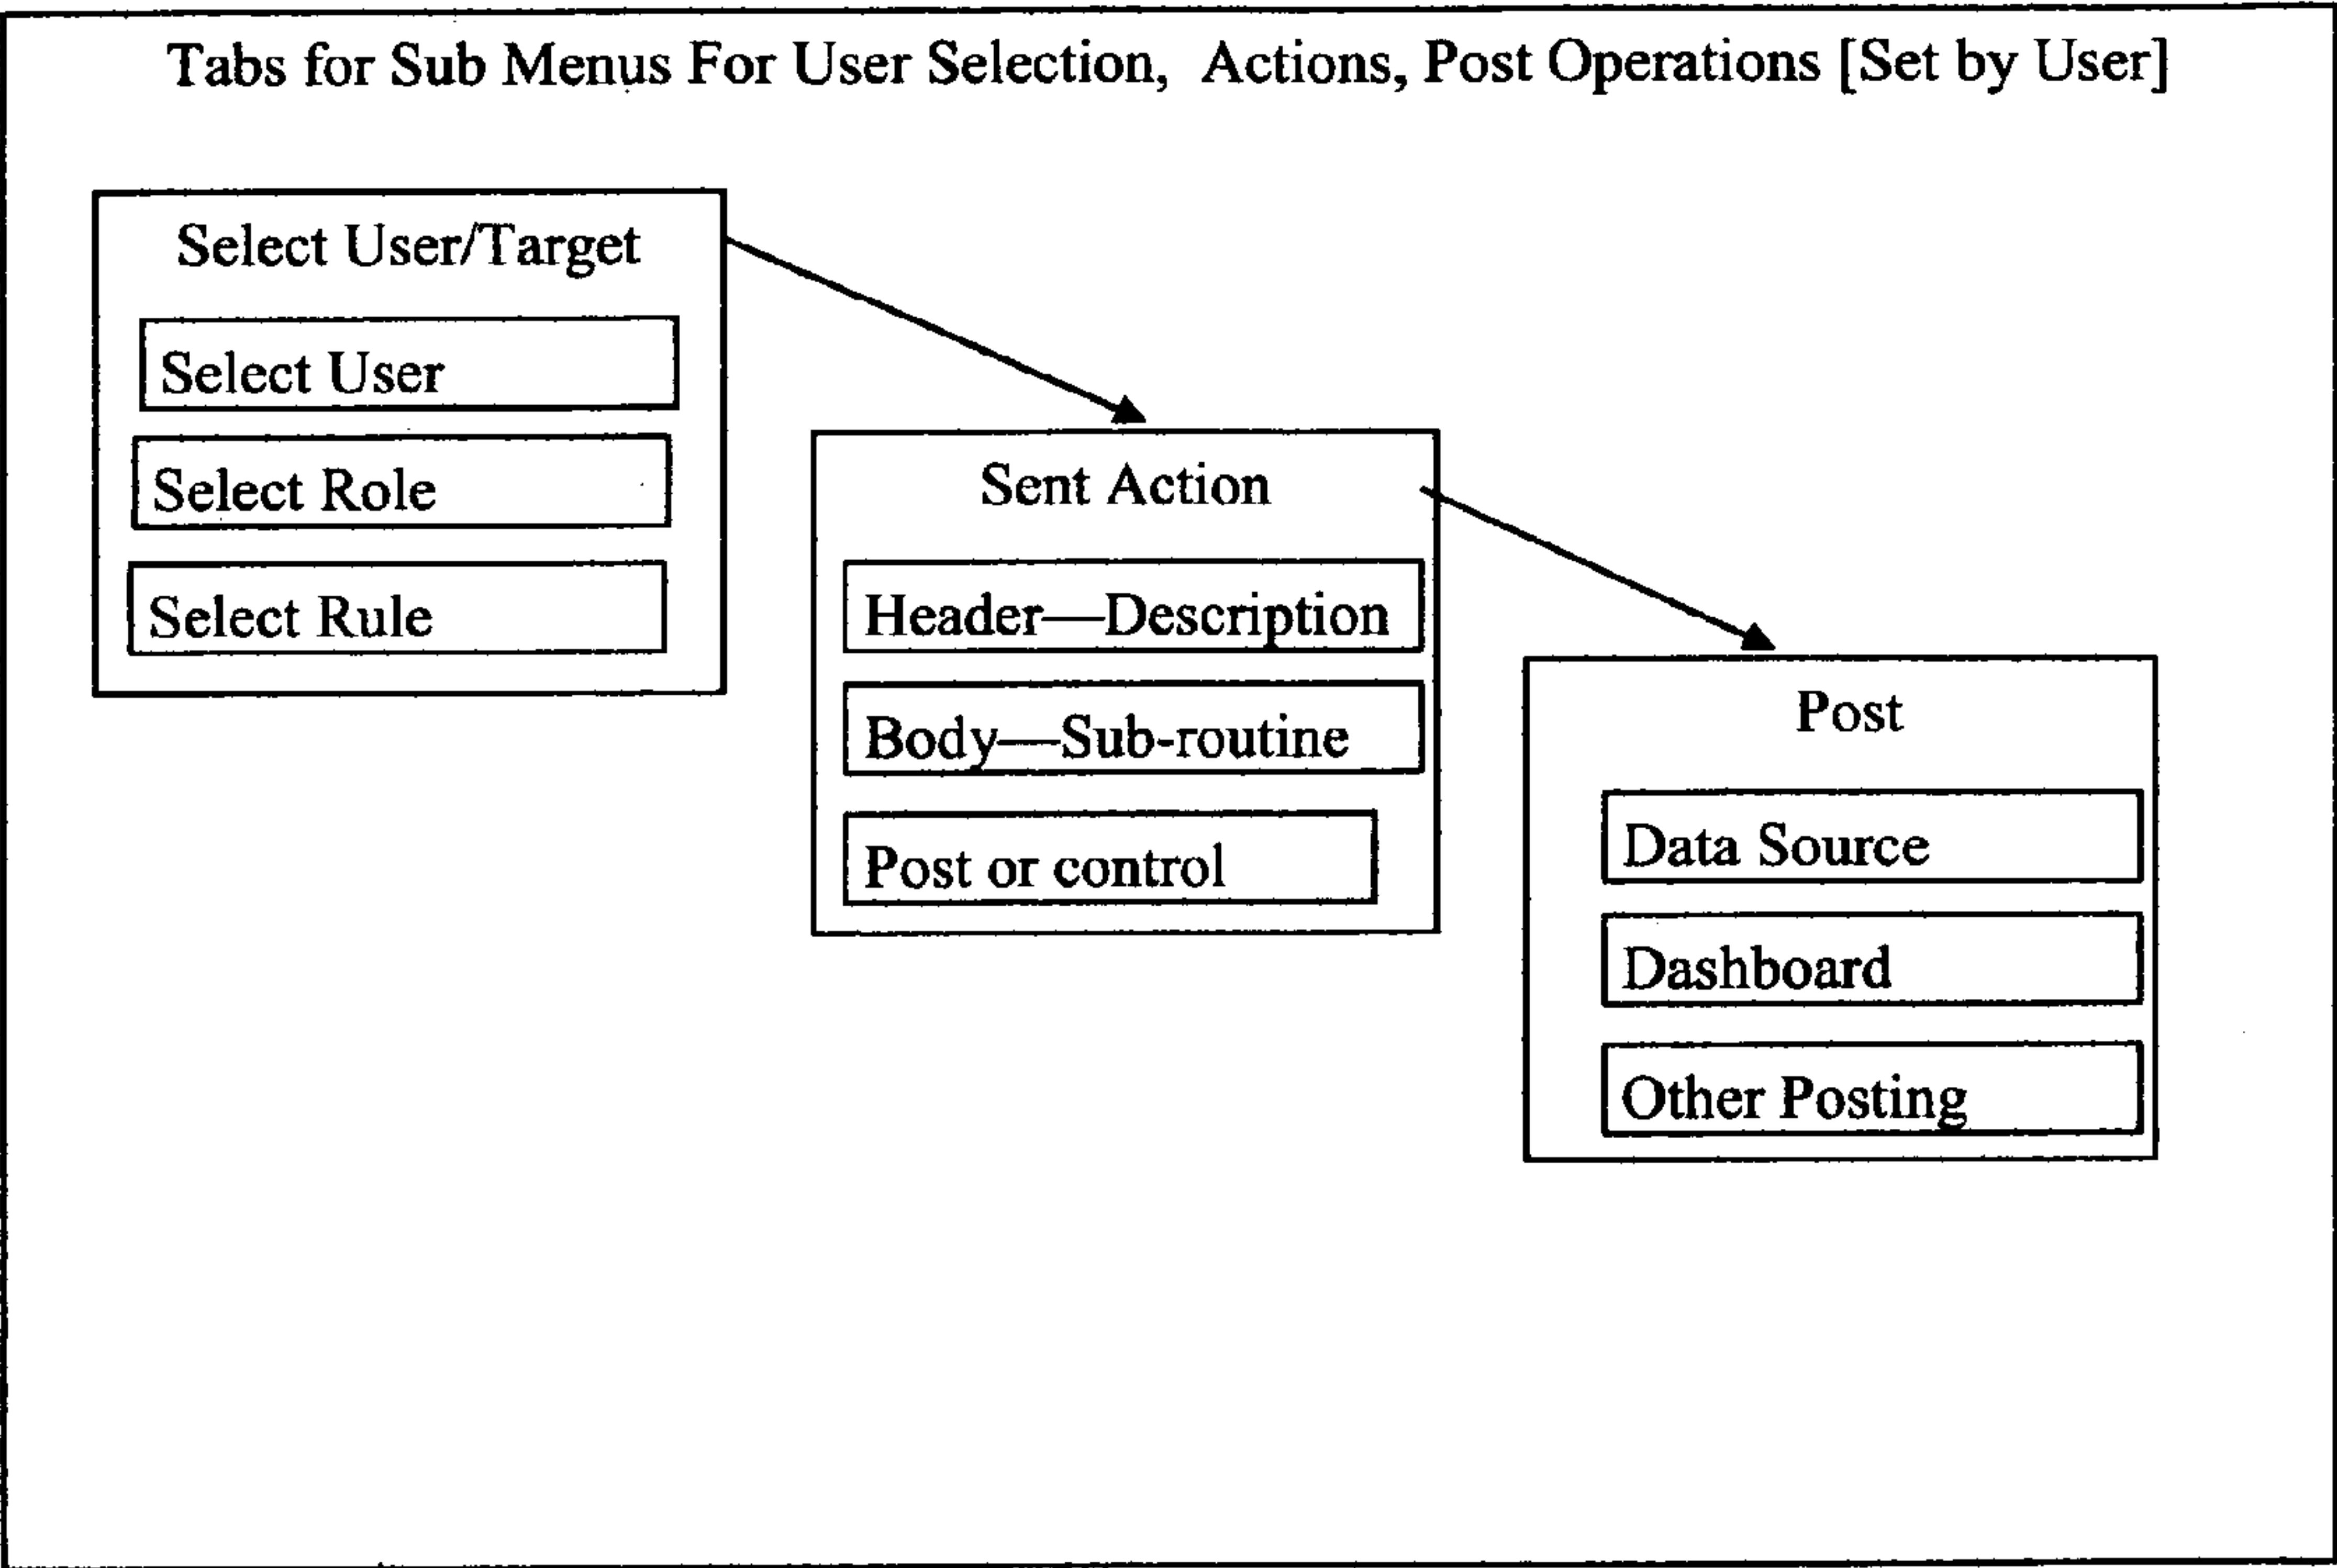 Tabs for Sub Menus For User Selection, Actions, Post Operations [Set by User]
Select User/Target
Select User
Select Role
Select Rule
Sent Action
Header—Description
Body—Sub-routine
Post or control
Post
Data Source
Dashboard
Other Posting